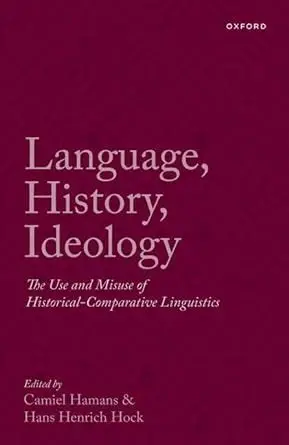 OXFORD
Language,
History,
Ideology
The Use and Misuse of
Historical-Comparative Linguistics
Edited by
Camiel Hamans &
Hans Henrich Hock